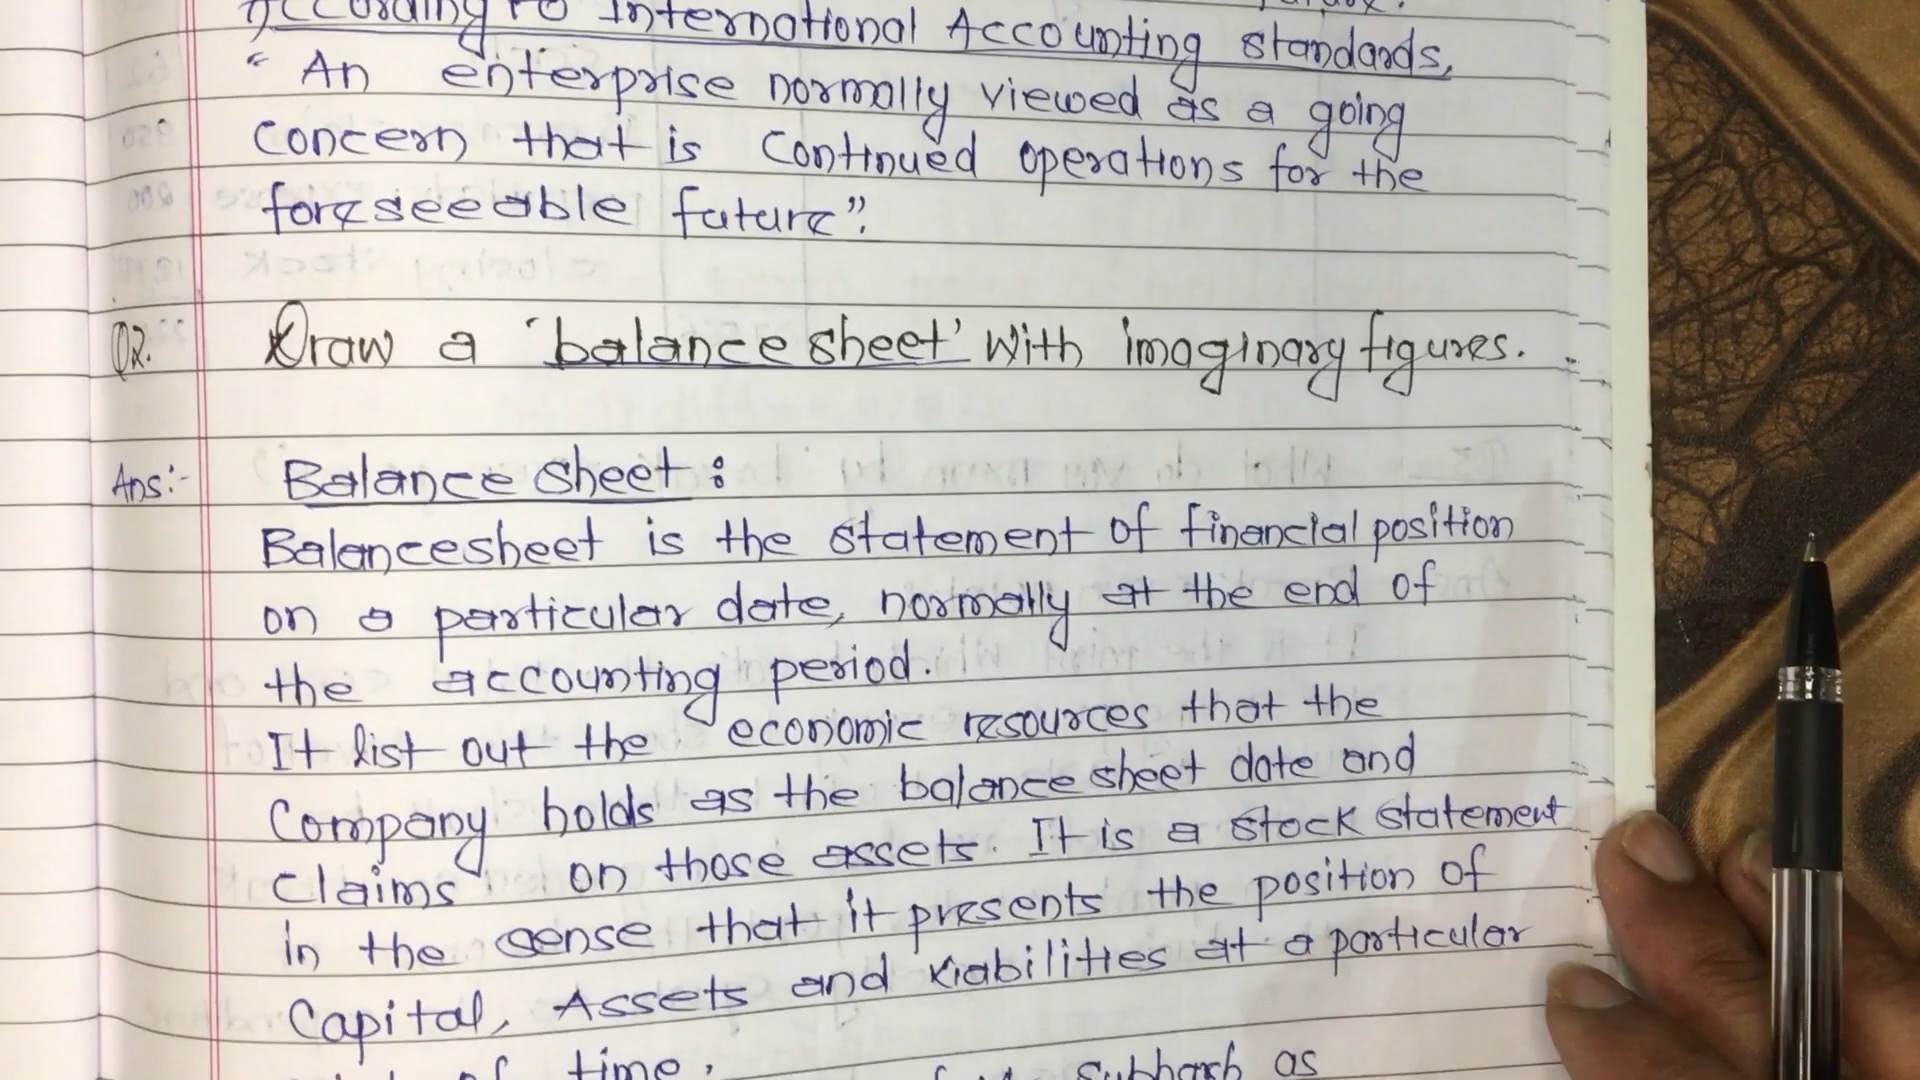 According to International Accounting standards,
“ An enterprise normally viewed as a going
concern that is continued operations for the
foreseeable future”.
Q2. Draw a ‘balance sheet’ with imaginary figures.
Ans:- Balance sheet :
Balancesheet is the statement of financial position
on a particular date, normally at the end of
the accounting period.
It list out the economic resources that the
Company holds as the balance sheet date and
claims on those assets. It is a stock statement
in the sense that it presents the position of
Capital, Assets and Liabilities at a particular
of time.
Subhash as